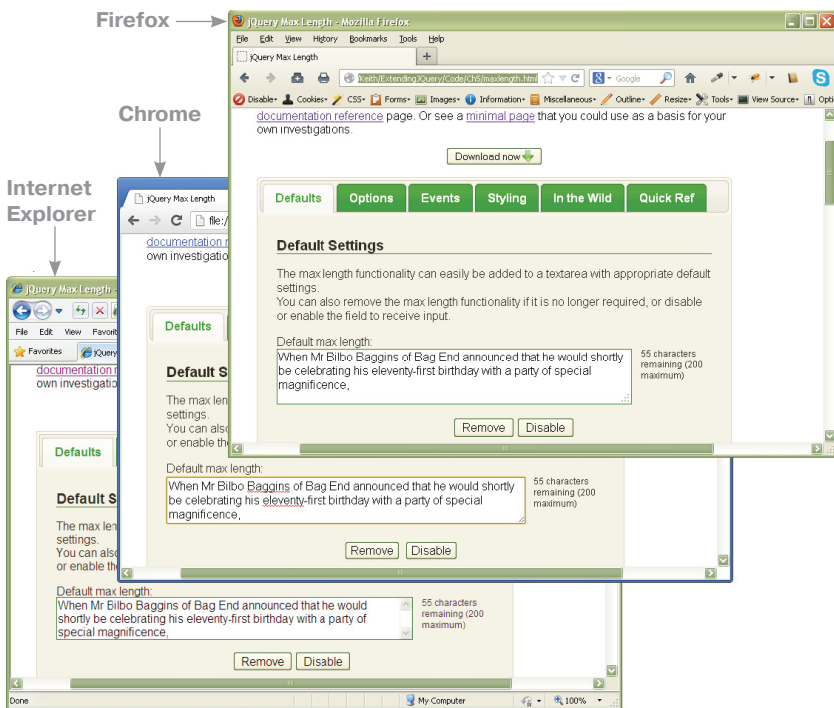 Firefox
jQuery Max Length - Mozilla Firefox
File Edit View History Bookmarks Tools Help
jQuery Max Length
Keith/ExtendingJQuery/Code/Ch5/maxlength.html
Google
Disable Cookies CSS Forms Images Information Miscellaneous Outline Resize Tools View Source Opti
documentation reference page. Or see a minimal page that you could use as a basis for your
own investigations.
Download now
Defaults Options Events Styling In the Wild Quick Ref
Default Settings
The max length functionality can easily be added to a textarea with appropriate default
settings.
You can also remove the max length functionality if it is no longer required, or disable
or enable the field to receive input.
Default max length:
When Mr Bilbo Baggins of Bag End announced that he would shortly
be celebrating his eleventy-first birthday with a party of special
magnificence,
55 characters
remaining (200
maximum)
Remove Disable
Chrome
jQuery Max Length
file:/
documentation r
own investigatio
Defaults
Default S
The max len
settings.
You can also
or enable the
Default max length:
When Mr Bilbo Baggins of Bag End announced that he would shortly
be celebrating his eleventy-first birthday with a party of special
magnificence,
55 characters
remaining (200
maximum)
Remove Disable
Internet
Explorer
jQuery Max Length -
File Edit View Favorit
Favorites jQuery
documentation r
own investigatio
Defaults
Default S
The max len
settings.
You can also
or enable the
Default max length:
When Mr Bilbo Baggins of Bag End announced that he would
shortly be celebrating his eleventy-first birthday with a party of
special magnificence,
55 characters
remaining (200
maximum)
Remove Disable
Done
My Computer
100%